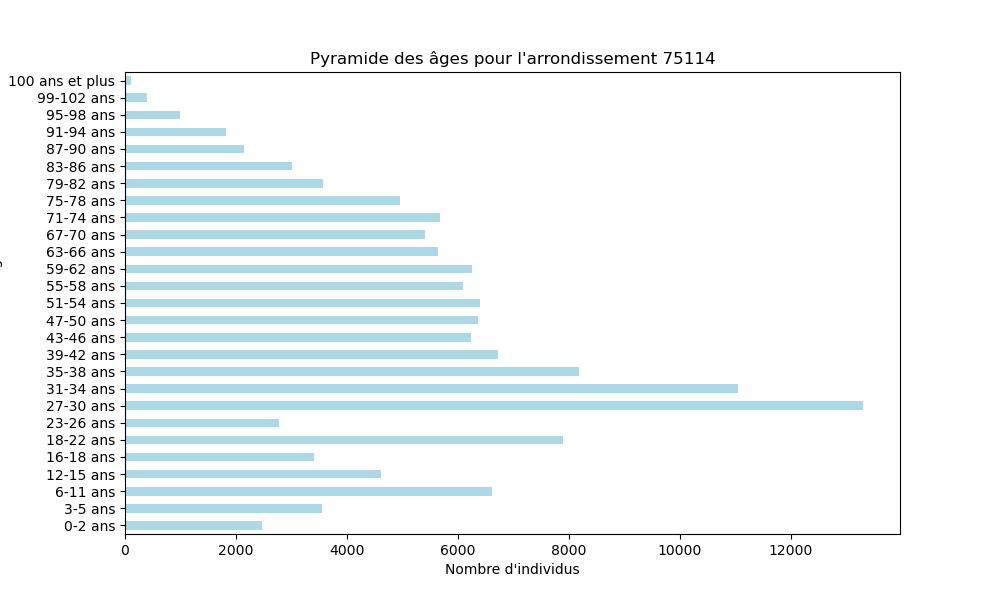 Pyramide des âges pour l'arrondissement 75114
100 ans et plus
99-102 ans
95-98 ans
91-94 ans
87-90 ans
83-86 ans
79-82 ans
75-78 ans
71-74 ans
67-70 ans
63-66 ans
59-62 ans
55-58 ans
51-54 ans
47-50 ans
43-46 ans
39-42 ans
35-38 ans
31-34 ans
27-30 ans
23-26 ans
18-22 ans
16-18 ans
12-15 ans
6-11 ans
3-5 ans
0-2 ans
0 2000 4000 6000 8000 10000 12000
Nombre d'individus